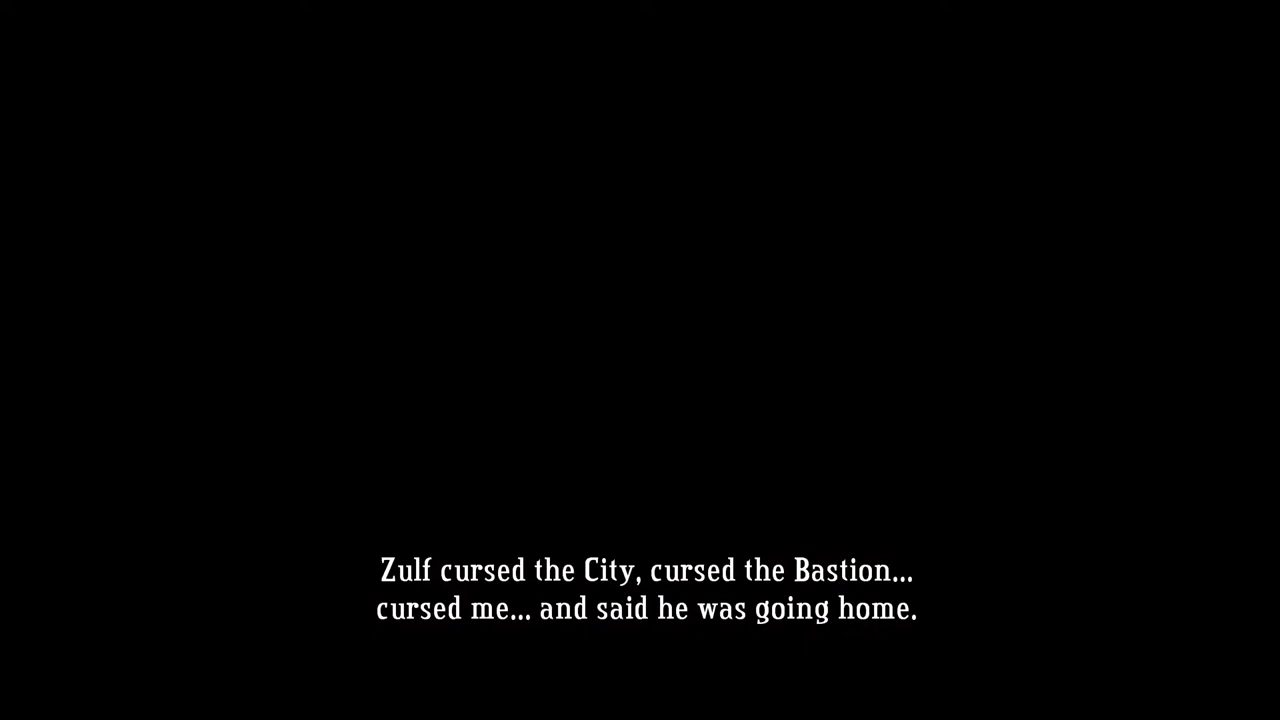 Zulf cursed the City, cursed the Bastion...
cursed me... and said he was going home.